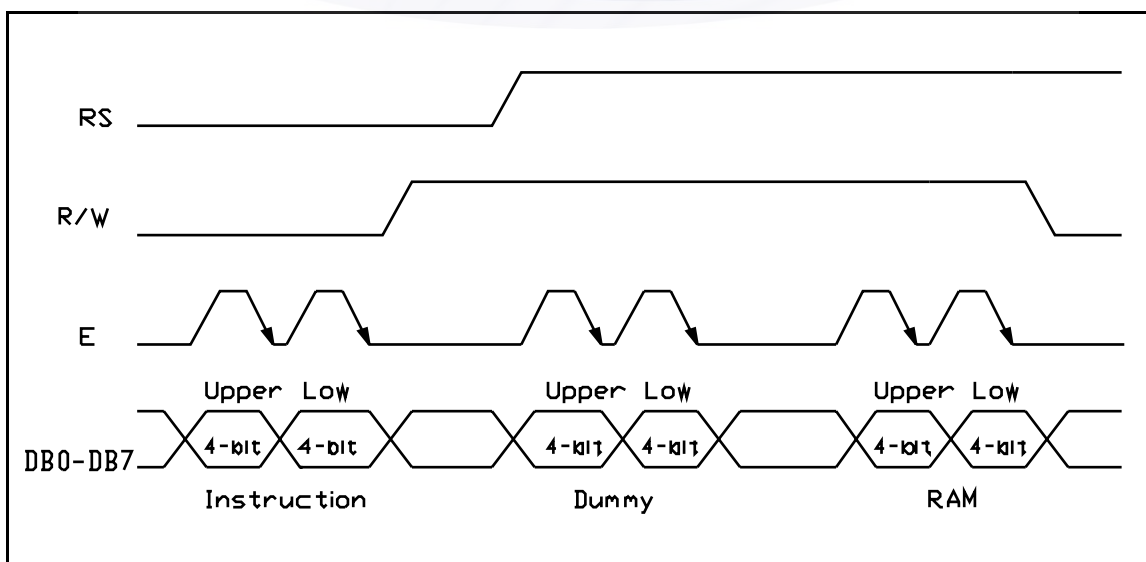 RS
R/W
E
Upper Low Upper Low Upper Low
DB0-DB7 4-bit 4-bit 4-bit 4-bit 4-bit 4-bit
Instruction Dummy RAM